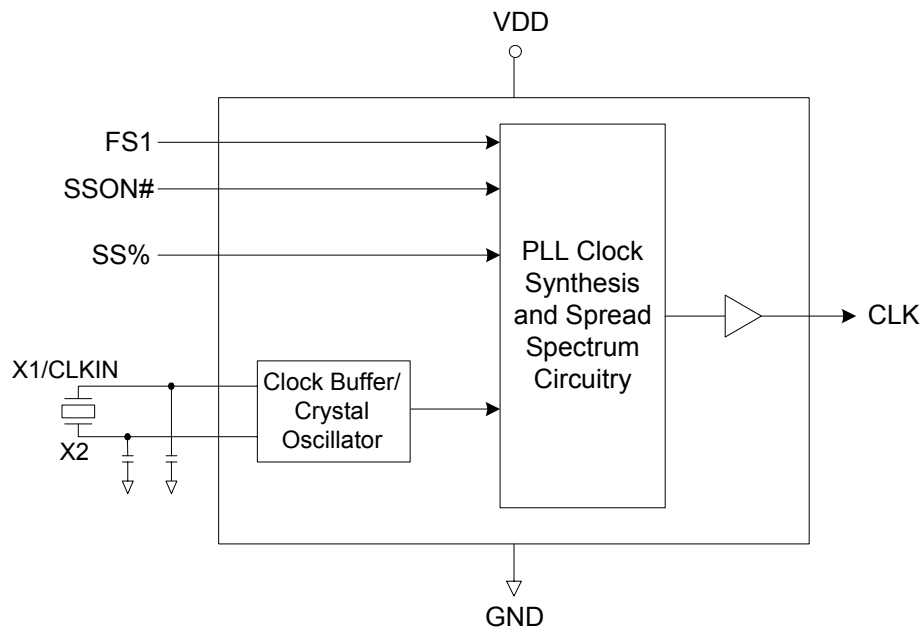 VDD
FS1
SSON#
SS%
PLL Clock
Synthesis
and Spread
Spectrum
Circuitry
CLK
X1/CLKIN
Clock Buffer/
Crystal
Oscillator
X2
GND